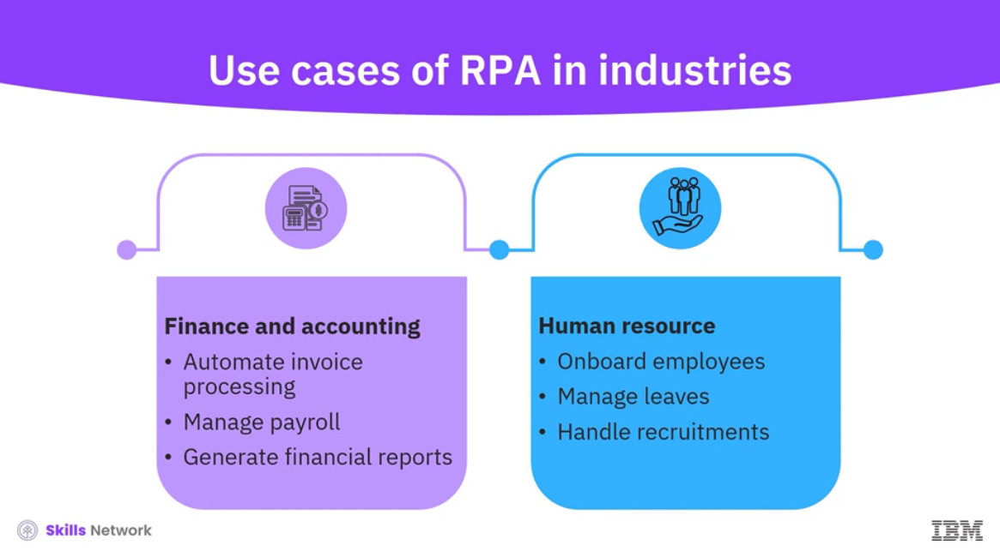 Use cases of RPA in industries
Finance and accounting
• Automate invoice
processing
• Manage payroll
• Generate financial reports
Human resource
• Onboard employees
• Manage leaves
• Handle recruitments
Skills Network
IBM